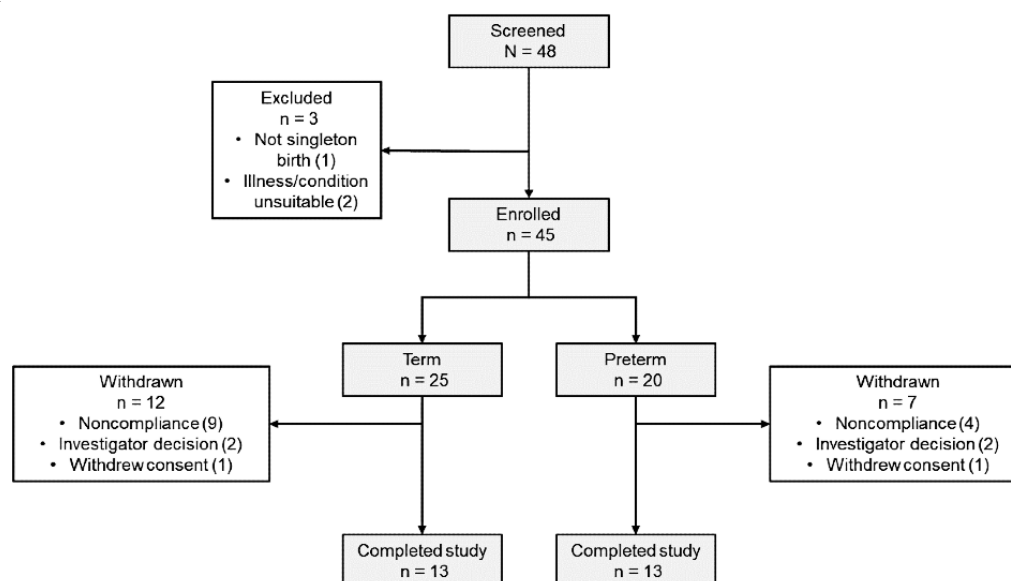 Screened
N = 48
Excluded
n = 3
• Not singleton
birth (1)
• Illness/condition
unsuitable (2)
Enrolled
n = 45
Term
n = 25
Preterm
n = 20
Withdrawn
n = 12
• Noncompliance (9)
• Investigator decision (2)
• Withdrew consent (1)
Withdrawn
n = 7
• Noncompliance (4)
• Investigator decision (2)
• Withdrew consent (1)
Completed study
n = 13
Completed study
n = 13